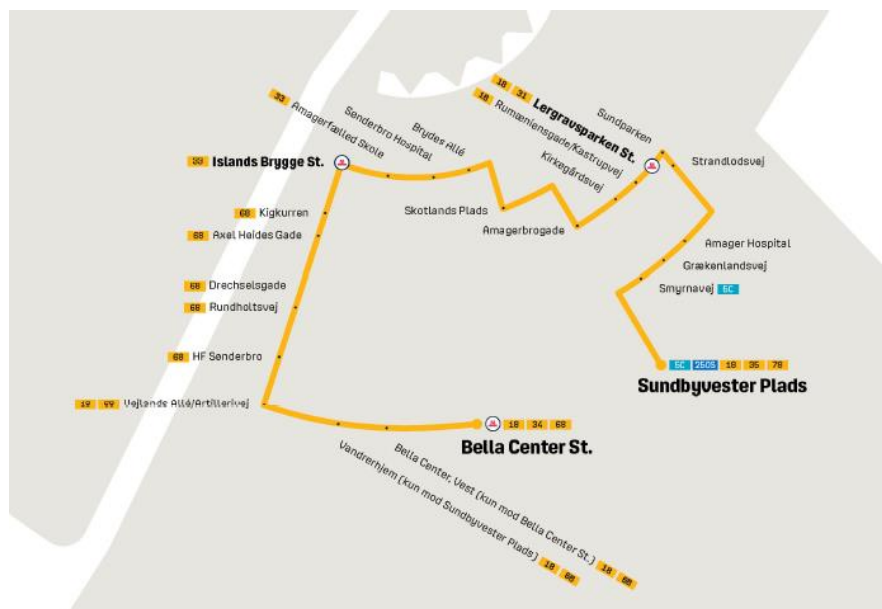 33 Amagerfælled Skole
Sønderbro Hospital
Brydes Allé
18 31 Lergravsparken St.
18 Rumæniensgade/Kastrupvej
Kirkegårdsvej
Sundparken
Strandlodsvej
33 Islands Brygge St.
Skotlands Plads
68 Kigkurren
Amagerbrogade
68 Axel Heides Gade
Amager Hospital
Grækenlandsvej
68 Drechselsgade
Smyrnavej 5C
68 Rundholtsvej
68 HF Sønderbro
5C 250S 18 35 78
Sundbyvester Plads
Vejlands Allé/Artillerivej
18 34 68
Bella Center St.
Bella Center, Vest (kun mod Bella Center St.) 18 68
Vandrerhjem (kun mod Sundbyvester Plads) 18 68